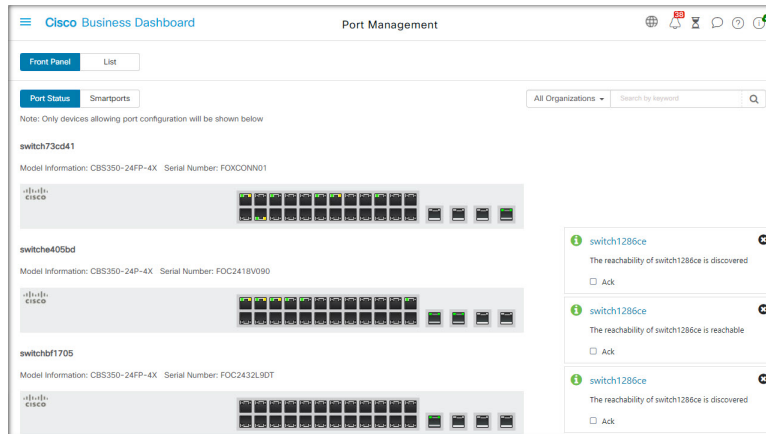 Cisco Business Dashboard
Port Management
38
Front Panel
List
Port Status
Smartports
All Organizations
Search by keyword
Note: Only devices allowing port configuration will be shown below
switch73cd41
Model Information: CBS350-24FP-4X Serial Number: FOXCONN01
CISCO
switche405bd
Model Information: CBS350-24P-4X Serial Number: FOC2418V090
CISCO
switchbf1705
Model Information: CBS350-24FP-4X Serial Number: FOC2432L9DT
CISCO
switch1286ce
The reachability of switch1286ce is discovered
Ack
switch1286ce
The reachability of switch1286ce is reachable
Ack
switch1286ce
The reachability of switch1286ce is discovered
Ack